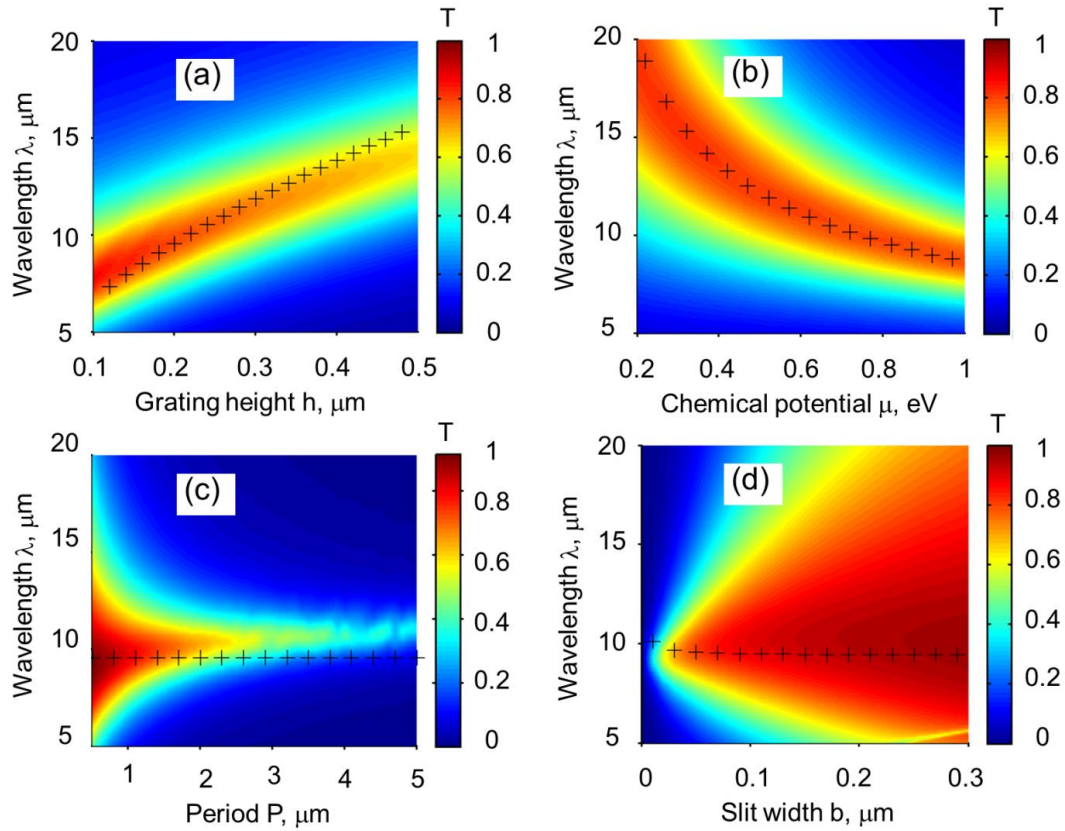 T
20
15
10
5
(a)
1
0.8
0.6
0.4
0.2
0
0.1 0.2 0.3 0.4 0.5
Grating height h, μm
Wavelength λ, μm
T
20
15
10
5
(b)
1
0.8
0.6
0.4
0.2
0
0.2 0.4 0.6 0.8 1
Chemical potential μ, eV
Wavelength λ, μm
T
20
15
10
5
(c)
1
0.8
0.6
0.4
0.2
0
1 2 3 4 5
Period P, μm
Wavelength λ, μm
T
20
15
10
5
(d)
1
0.8
0.6
0.4
0.2
0
0 0.1 0.2 0.3
Slit width b, μm
Wavelength λ, μm